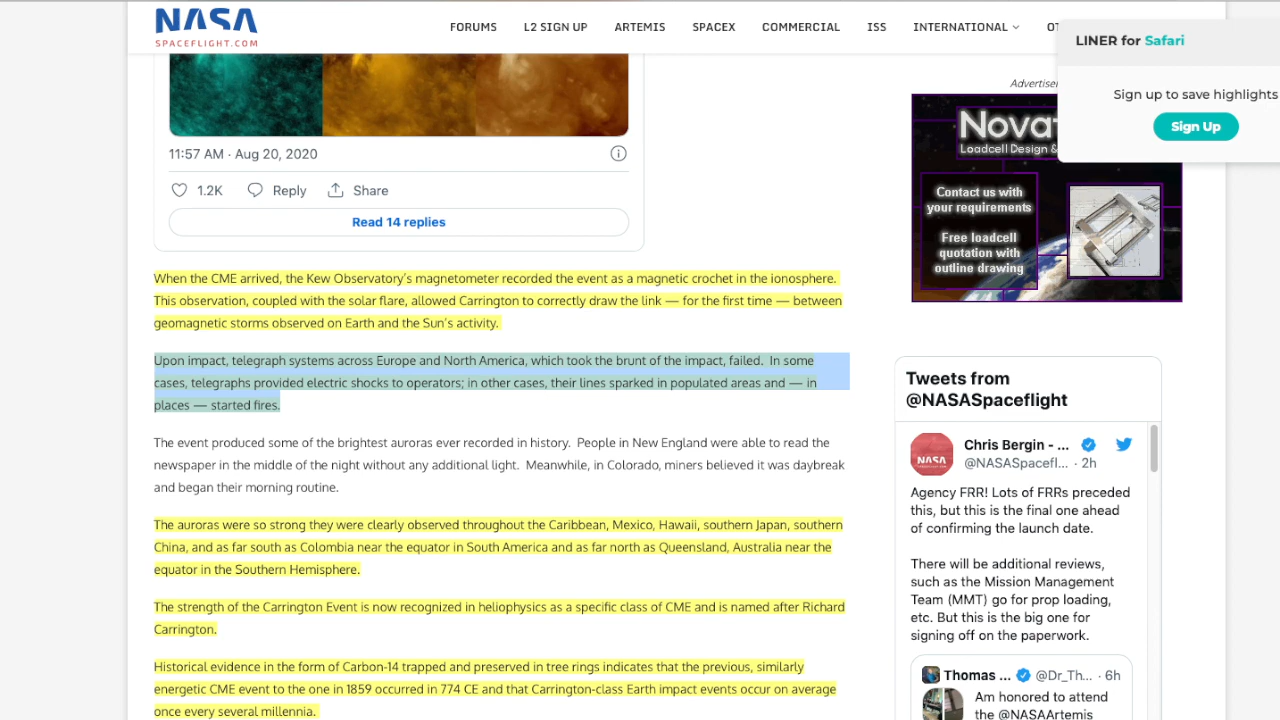 NASA
SPACEFLIGHT.COM
FORUMS
L2 SIGN UP
ARTEMIS
SPACEX
COMMERCIAL
ISS
INTERNATIONAL
LINER for Safari
Sign up to save highlights
Sign Up
11:57 AM · Aug 20, 2020
1.2K
Reply
Share
Read 14 replies
When the CME arrived, the Kew Observatory's magnetometer recorded the event as a magnetic crochet in the ionosphere.
This observation, coupled with the solar flare, allowed Carrington to correctly draw the link — for the first time — between
geomagnetic storms observed on Earth and the Sun's activity.
Upon impact, telegraph systems across Europe and North America, which took the brunt of the impact, failed. In some
cases, telegraphs provided electric shocks to operators; in other cases, their lines sparked in populated areas and — in
places — started fires.
The event produced some of the brightest auroras ever recorded in history. People in New England were able to read the
newspaper in the middle of the night without any additional light. Meanwhile, in Colorado, miners believed it was daybreak
and began their morning routine.
The auroras were so strong they were clearly observed throughout the Caribbean, Mexico, Hawaii, southern Japan, southern
China, and as far south as Colombia near the equator in South America and as far north as Queensland, Australia near the
equator in the Southern Hemisphere.
The strength of the Carrington Event is now recognized in heliophysics as a specific class of CME and is named after Richard
Carrington.
Historical evidence in the form of Carbon-14 trapped and preserved in tree rings indicates that the previous, similarly
energetic CME event to the one in 1859 occurred in 774 CE and that Carrington-class Earth impact events occur on average
once every several millennia.
Loadcell Design &
Contact us with
your requirements
Free loadcell
quotation with
outline drawing
Tweets from
@NASASpaceflight
NASA
Chris Bergin - ...
@NASASpacefl... · 2h
Agency FRR! Lots of FRRs preceded
this, but this is the final one ahead
of confirming the launch date.
There will be additional reviews,
such as the Mission Management
Team (MMT) go for prop loading,
etc. But this is the big one for
signing off on the paperwork.
Thomas ... @Dr_Th... · 6h
Am honored to attend
the @NASAArtemis